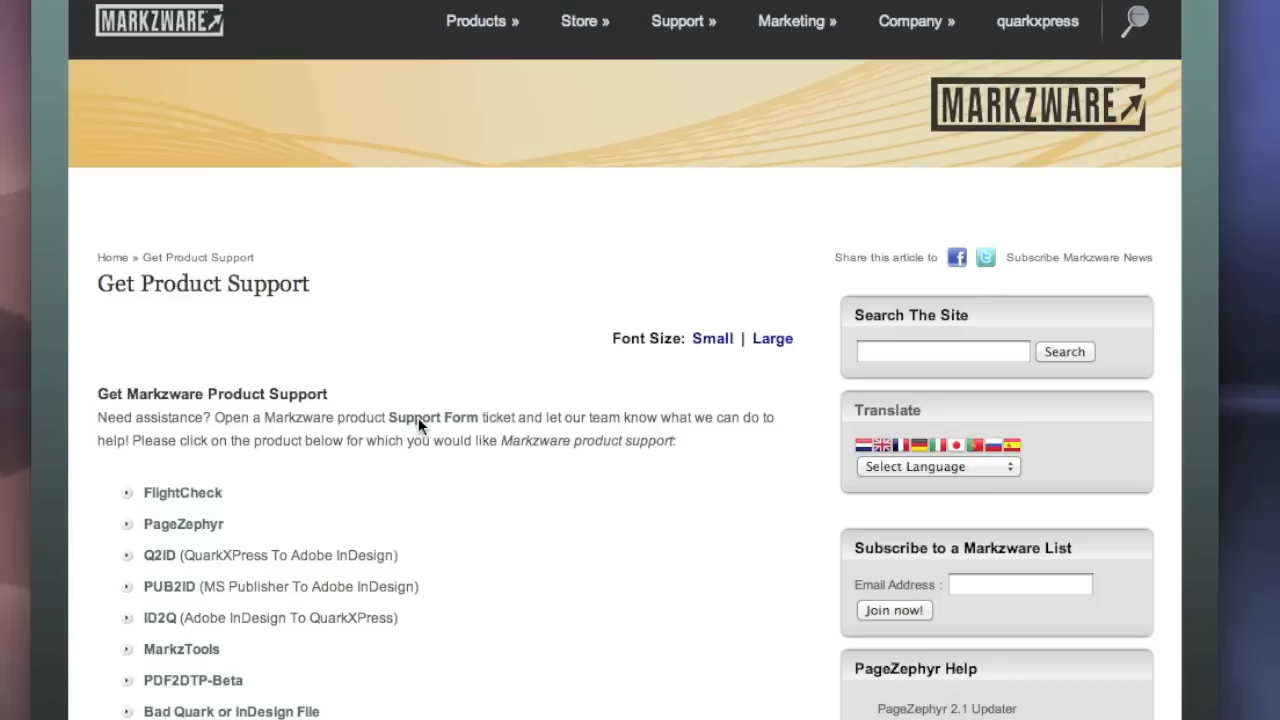 MARKZWARE
Products » Store » Support » Marketing » Company » quarkxpress
MARKZWARE
Home » Get Product Support
Share this article to Subscribe Markzware News
Get Product Support
Font Size: Small | Large
Get Markzware Product Support
Need assistance? Open a Markzware product Support Form ticket and let our team know what we can do to
help! Please click on the product below for which you would like Markzware product support:
FlightCheck
PageZephyr
Q2ID (QuarkXPress To Adobe InDesign)
PUB2ID (MS Publisher To Adobe InDesign)
ID2Q (Adobe InDesign To QuarkXPress)
MarkzTools
PDF2DTP-Beta
Bad Quark or InDesign File
Search The Site
Search
Translate
Select Language
Subscribe to a Markzware List
Email Address :
Join now!
PageZephyr Help
PageZephyr 2.1 Updater